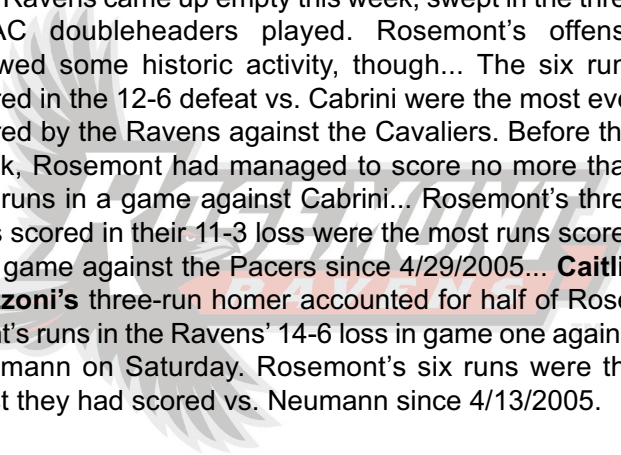 Ravens came up empty this week, swept in the thre
AC doubleheaders played. Rosemont’s offens
wed some historic activity, though... The six run
red in the 12-6 defeat vs. Cabrini were the most eve
red by the Ravens against the Cavaliers. Before th
k, Rosemont had managed to score no more tha
runs in a game against Cabrini... Rosemont’s thre
s scored in their 11-3 loss were the most runs score
game against the Pacers since 4/29/2005... Caitli
zzoni’s three-run homer accounted for half of Rose
nt’s runs in the Ravens’ 14-6 loss in game one again
mann on Saturday. Rosemont’s six runs were th
t they had scored vs. Neumann since 4/13/2005.
ROSEMONT
RAVENS